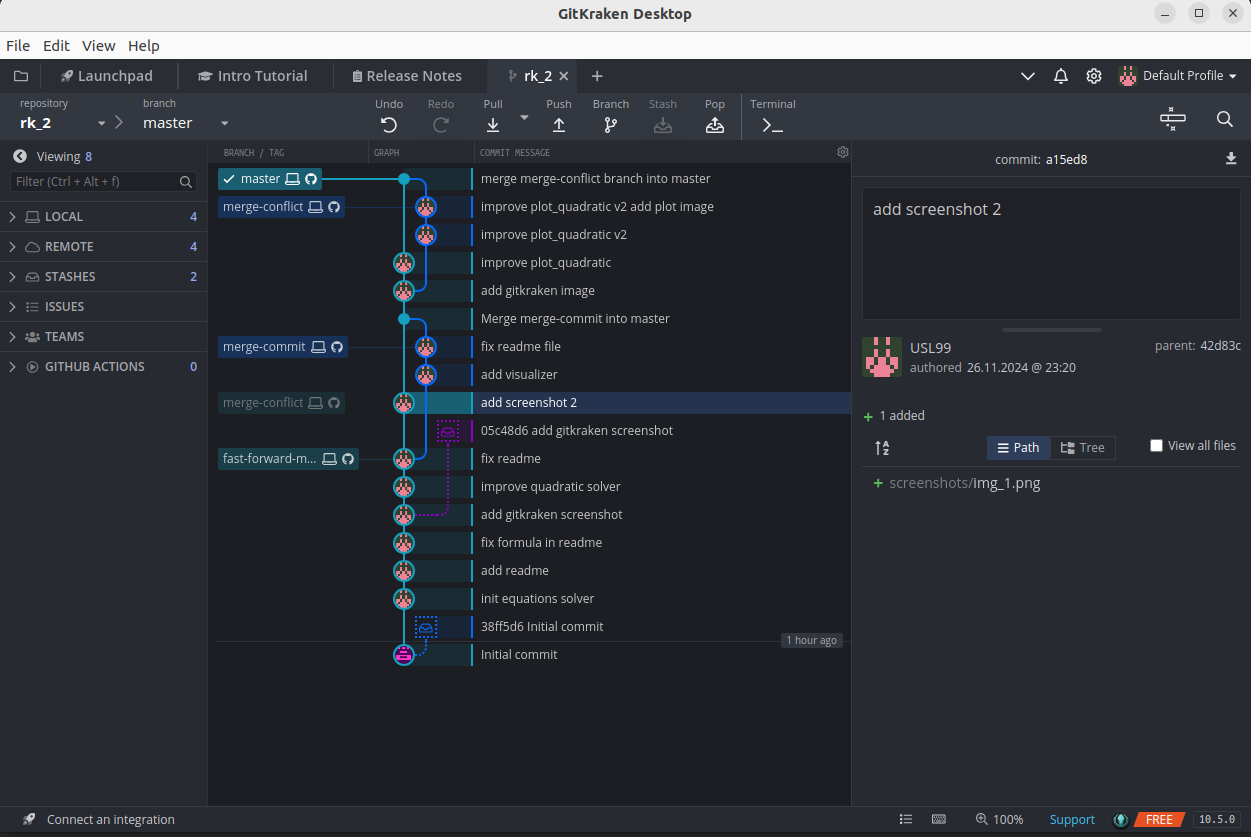 GitKraken Desktop
File Edit View Help
Launchpad Intro Tutorial Release Notes rk_2 Default Profile
repository branch Undo Redo Pull Push Branch Stash Pop Terminal
rk_2 master
Viewing 8 BRANCH / TAG GRAPH COMMIT MESSAGE commit: a15ed8
Filter (Ctrl + Alt + f) master merge merge-conflict branch into master
merge-conflict improve plot_quadratic v2 add plot image add screenshot 2
LOCAL 4
improve plot_quadratic v2
REMOTE 4
improve plot_quadratic
STASHES 2
add gitkraken image
ISSUES
Merge merge-commit into master
TEAMS
merge-commit fix readme file USL99 parent: 42d83c
GITHUB ACTIONS 0 authored 26.11.2024 @ 23:20
add visualizer
merge-conflict add screenshot 2
1 added
05c48d6 add gitkraken screenshot
Path Tree View all files
fast-forward-m... fix readme
improve quadratic solver screenshots/img_1.png
add gitkraken screenshot
fix formula in readme
add readme
init equations solver
38ff5d6 Initial commit
1 hour ago
Initial commit
Connect an integration 100% Support FREE 10.5.0